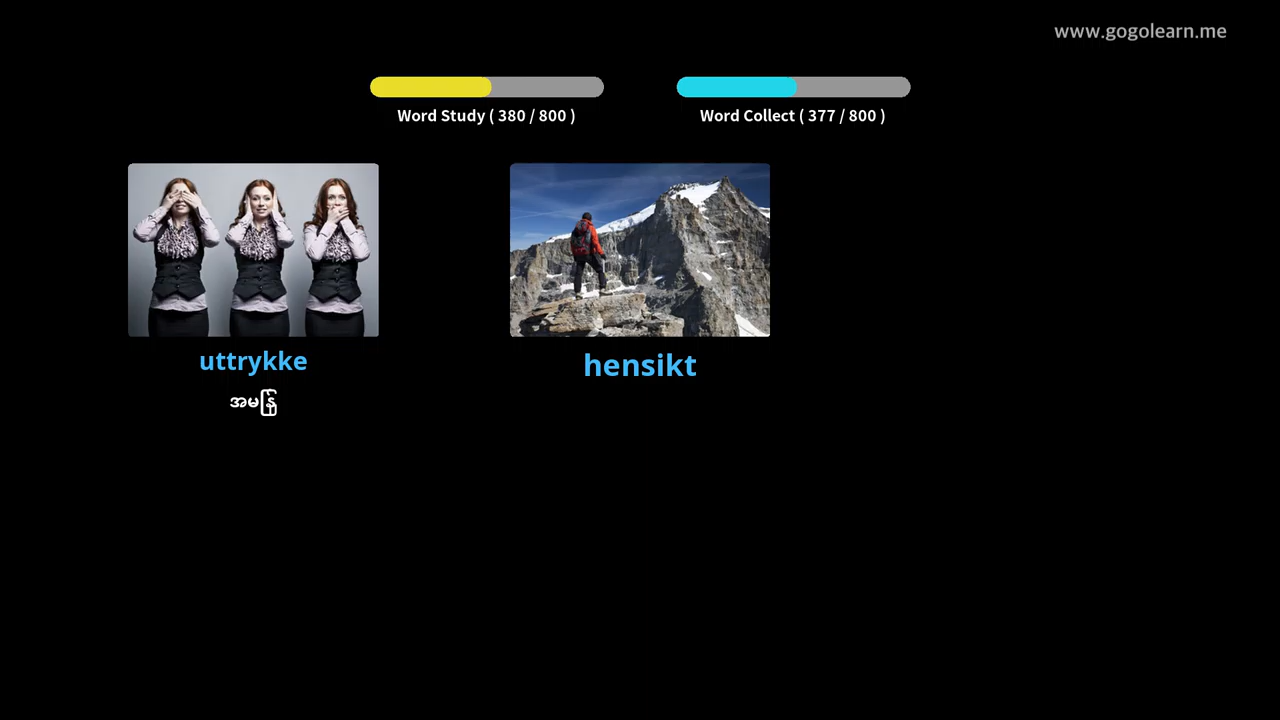 www.gogolearn.me
Word Study ( 380 / 800 )
Word Collect ( 377 / 800 )
uttrykke
hensikt
အမိန့်